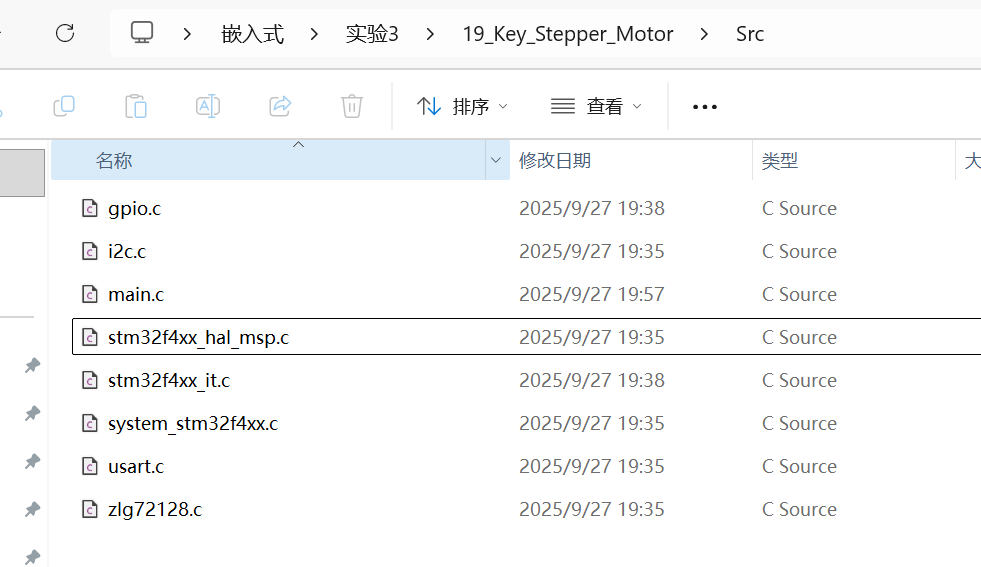 嵌入式 > 实验3 > 19_Key_Stepper_Motor > Src
排序 查看 •••
名称 修改日期 类型
gpio.c 2025/9/27 19:38 C Source
i2c.c 2025/9/27 19:35 C Source
main.c 2025/9/27 19:57 C Source
stm32f4xx_hal_msp.c 2025/9/27 19:35 C Source
stm32f4xx_it.c 2025/9/27 19:38 C Source
system_stm32f4xx.c 2025/9/27 19:35 C Source
usart.c 2025/9/27 19:35 C Source
zlg72128.c 2025/9/27 19:35 C Source